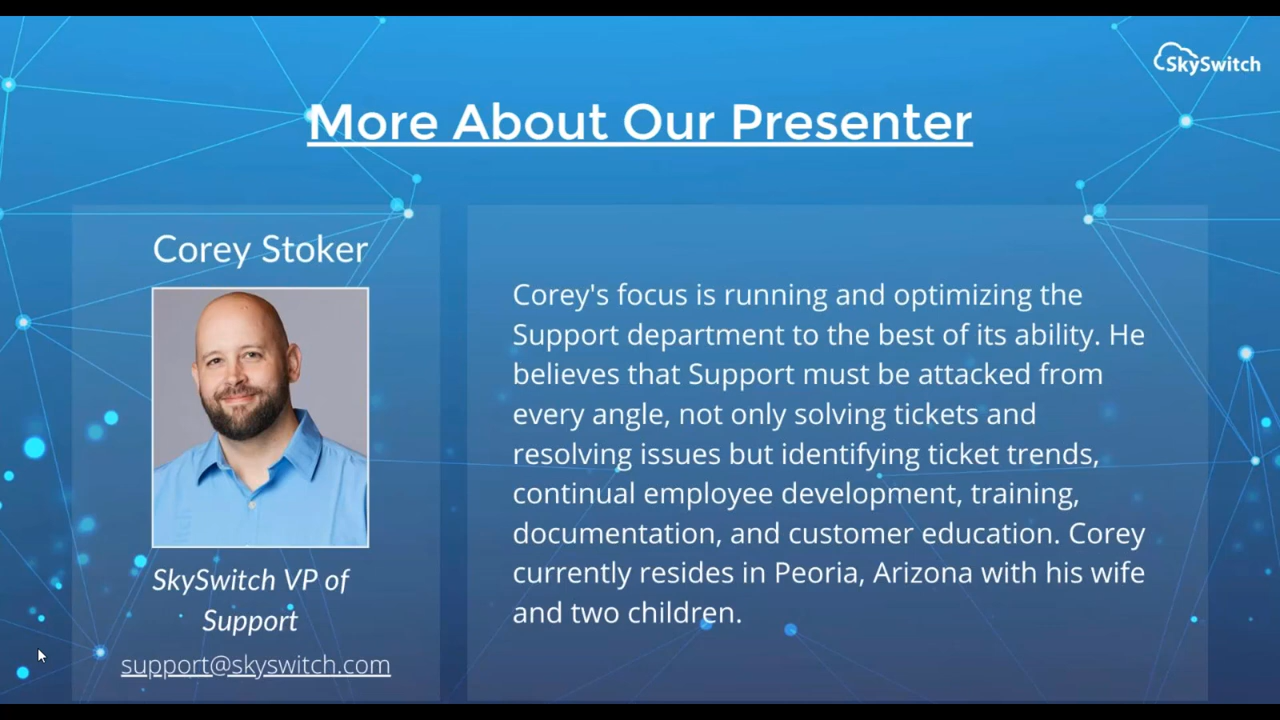 SkySwitch
More About Our Presenter
Corey Stoker
SkySwitch VP of
Support
support@skyswitch.com
Corey's focus is running and optimizing the
Support department to the best of its ability. He
believes that Support must be attacked from
every angle, not only solving tickets and
resolving issues but identifying ticket trends,
continual employee development, training,
documentation, and customer education. Corey
currently resides in Peoria, Arizona with his wife
and two children.